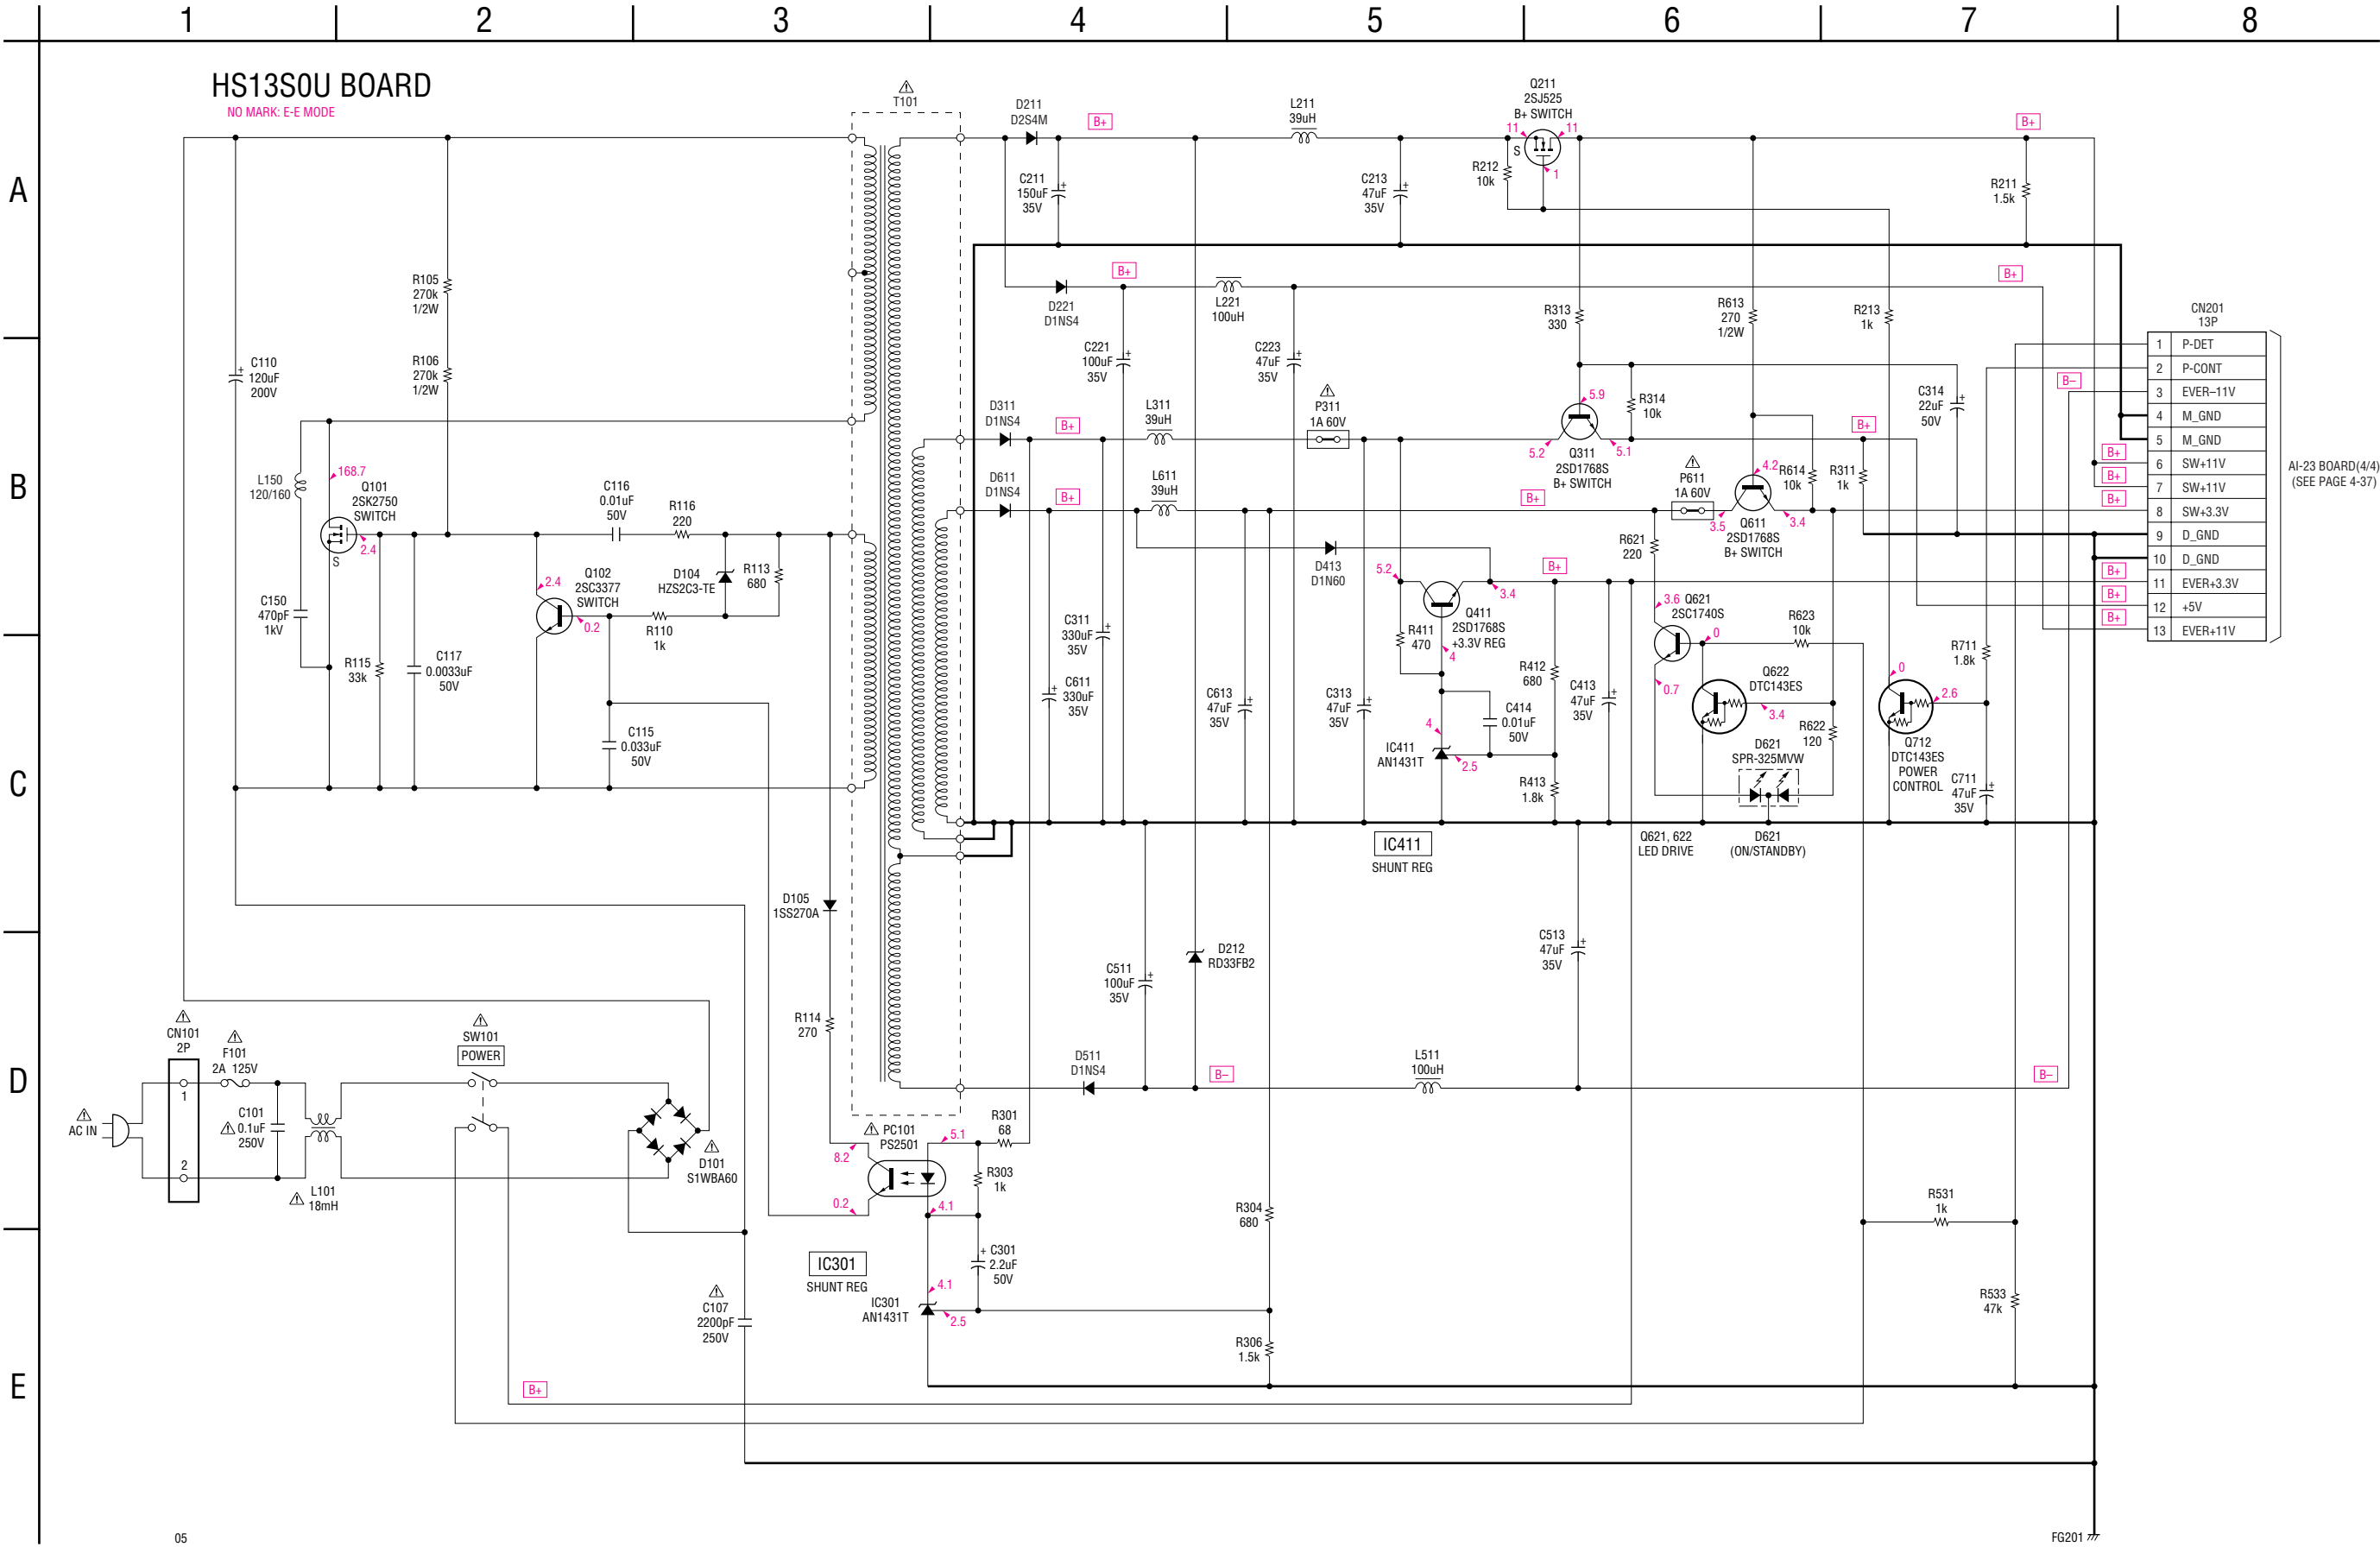 1 2 3 4 5 6 7 8
A
B
C
D
E
HS13S0U BOARD
NO MARK: E-E MODE
T101
D211
D2S4M
B+
L211
39uH
Q211
2SJ525
B+ SWITCH
11
11
S
1
B+
C211
150uF
35V
C213
47uF
35V
R212
10k
R211
1.5k
R105
270k
1/2W
B+
D221
D1NS4
L221
100uH
R313
330
R613
270
1/2W
R213
1k
B+
CN201
13P
C110
120uF
200V
R106
270k
1/2W
C221
100uF
35V
C223
47uF
35V
P311
1A 60V
5.9
R314
10k
C314
22uF
50V
B–
1 P-DET
2 P-CONT
3 EVER–11V
4 M_GND
5 M_GND
B+ 6 SW+11V
B+ 7 SW+11V
B+ 8 SW+3.3V
9 D_GND
10 D_GND
B+ 11 EVER+3.3V
B+ 12 +5V
B+ 13 EVER+11V
AI-23 BOARD(4/4)
(SEE PAGE 4-37)
D311
D1NS4
B+
L311
39uH
5.2
5.1
Q311
2SD1768S
B+ SWITCH
B+
L150
120/160
168.7
Q101
2SK2750
SWITCH
2.4
S
C116
0.01uF
50V
R116
220
D611
D1NS4
B+
L611
39uH
B+
P611
1A 60V
4.2
R614
10k
R311
1k
3.5
3.4
Q611
2SD1768S
B+ SWITCH
R621
220
C150
470pF
1kV
2.4
Q102
2SC3377
SWITCH
0.2
D104
HZS2C3-TE
R113
680
R110
1k
D413
D1N60
5.2
3.4
B+
Q411
2SD1768S
+3.3V REG
4
R411
470
3.6
Q621
2SC1740S
0
0.7
R623
10k
R115
33k
C117
0.0033uF
50V
C115
0.033uF
50V
C311
330uF
35V
C611
330uF
35V
C613
47uF
35V
C313
47uF
35V
R412
680
C413
47uF
35V
C414
0.01uF
50V
4
IC411
AN1431T
2.5
R413
1.8k
Q622
DTC143ES
3.4
R622
120
D621
SPR-325MVW
0
2.6
R711
1.8k
Q712
DTC143ES
POWER
CONTROL
C711
47uF
35V
IC411
SHUNT REG
Q621, 622
LED DRIVE
D621
(ON/STANDBY)
D105
1SS270A
R114
270
C511
100uF
35V
D212
RD33FB2
C513
47uF
35V
CN101
2P
F101
2A 125V
SW101
POWER
AC IN
1
2
C101
0.1uF
250V
L101
18mH
D101
S1WBA60
D511
D1NS4
B–
L511
100uH
B–
PC101
PS2501
8.2
0.2
5.1
4.1
R301
68
R303
1k
R304
680
R531
1k
IC301
SHUNT REG
IC301
AN1431T
4.1
2.5
C301
2.2uF
50V
C107
2200pF
250V
R306
1.5k
R533
47k
B+
05
FG201